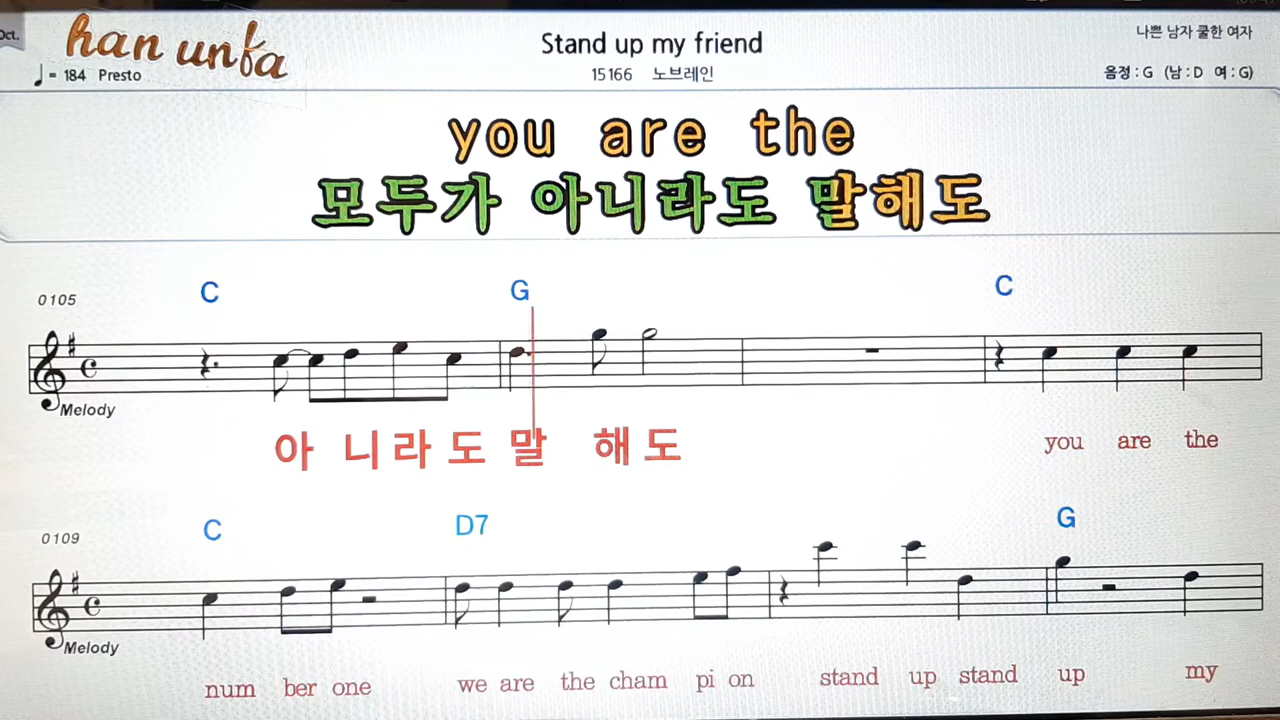 Oct.
han unfa
Stand up my friend
나쁜 남자 쿨한 여자
♩ = 184 Presto
15166 노브레인
음정 : G (남 : D 여 : G)
you are the
모두가 아니라도 말해도
C G C
0105
Melody
아 니 라 도 말 해 도 you are the
C D7 G
0109
Melody
num ber one we are the cham pi on stand up stand up my